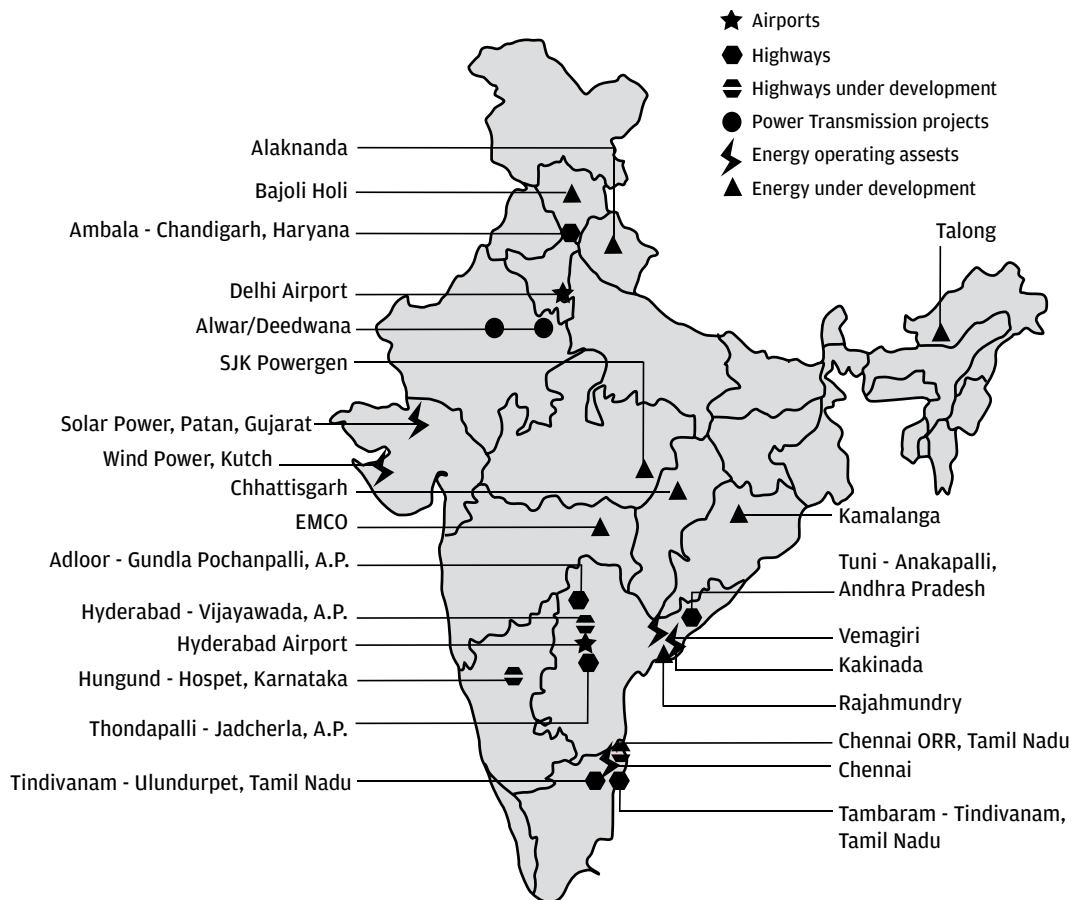 Airports
Highways
Highways under development
Power Transmission projects
Energy operating assests
Energy under development
Alaknanda
Bajoli Holi
Ambala - Chandigarh, Haryana
Delhi Airport
Alwar/Deedwana
SJK Powergen
Solar Power, Patan, Gujarat
Wind Power, Kutch
Chhattisgarh
EMCO
Adloor - Gundla Pochanpalli, A.P.
Hyderabad - Vijayawada, A.P.
Hyderabad Airport
Hungund - Hospet, Karnataka
Thondapalli - Jadcherla, A.P.
Tindivanam - Ulundurpet, Tamil Nadu
Talong
Kamalanga
Tuni - Anakapalli,
Andhra Pradesh
Vemagiri
Kakinada
Rajahmundry
Chennai ORR, Tamil Nadu
Chennai
Tambaram - Tindivanam,
Tamil Nadu